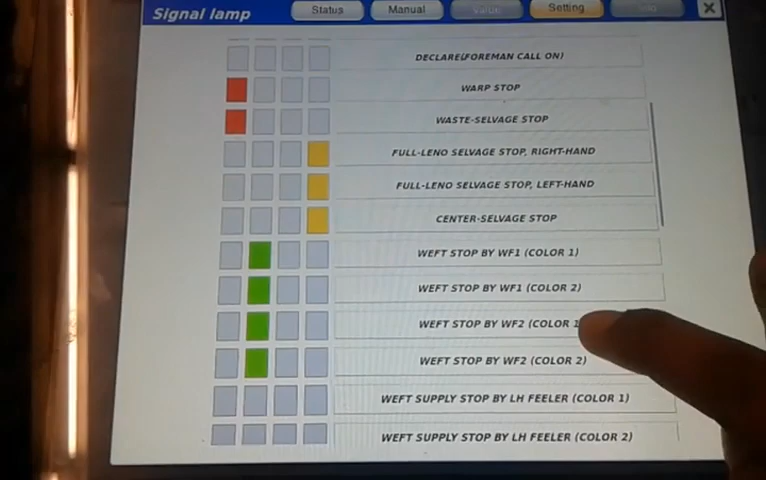 Signal lamp
Status
Manual
Value
Setting
DECLARE(FOREMAN CALL ON)
WARP STOP
WASTE-SELVAGE STOP
FULL-LENO SELVAGE STOP, RIGHT-HAND
FULL-LENO SELVAGE STOP, LEFT-HAND
CENTER-SELVAGE STOP
WEFT STOP BY WF1 (COLOR 1)
WEFT STOP BY WF1 (COLOR 2)
WEFT STOP BY WF2 (COLOR 1
WEFT STOP BY WF2 (COLOR 2)
WEFT SUPPLY STOP BY LH FEELER (COLOR 1)
WEFT SUPPLY STOP BY LH FEELER (COLOR 2)